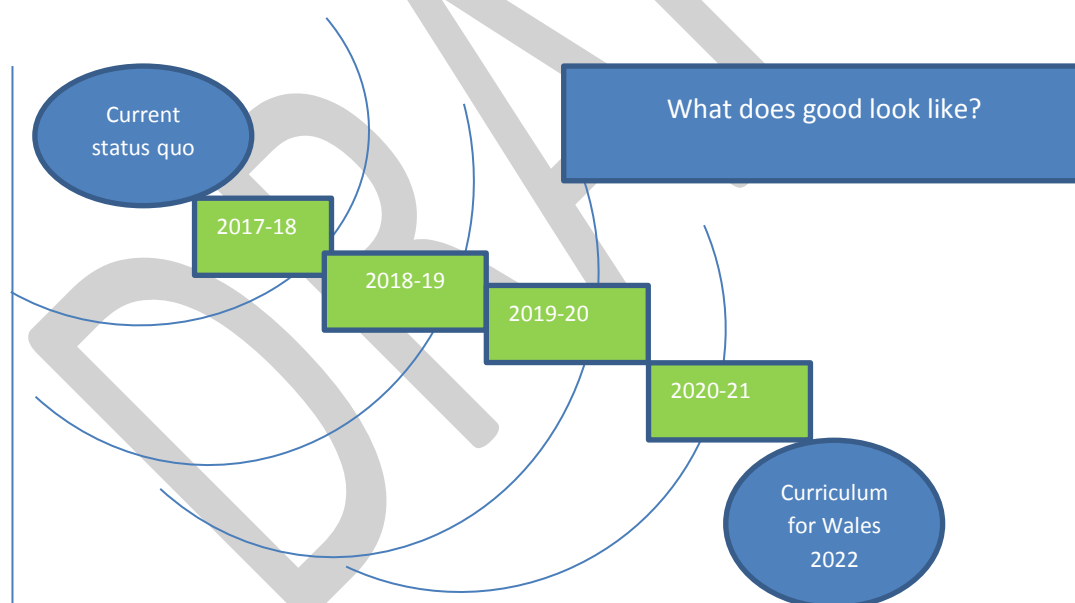 Current
status quo
What does good look like?
2017-18
2018-19
2019-20
2020-21
Curriculum
for Wales
2022